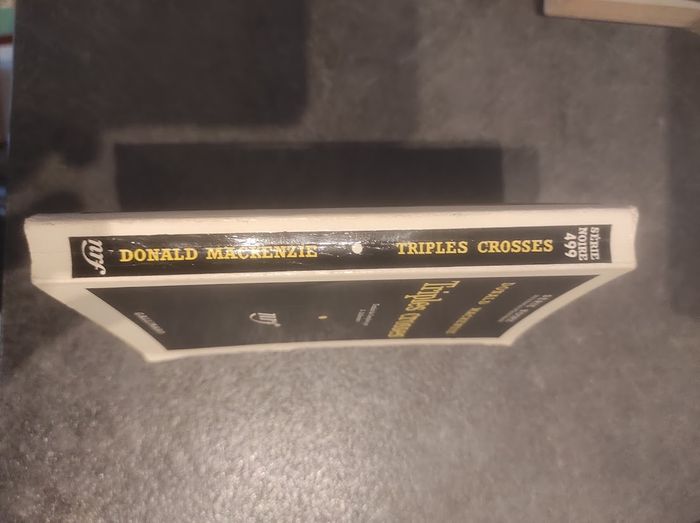 nrf
DONALD MACKENZIE
TRIPLES CROSSES
SÉRIE
NOIRE
499
DONALD MACKENZIE
Triples crosses
nrf
GALLIMARD